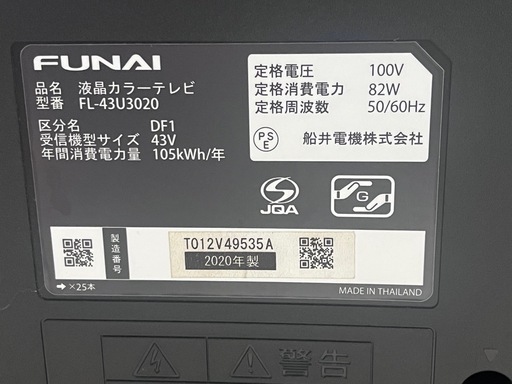 FUNAI
品名 液晶カラーテレビ
型番 FL-43U3020
区分名 DF1
受信機型サイズ 43V
年間消費電力量 105kWh/年
定格電圧 100V
定格消費電力 82W
定格周波数 50/60Hz
PSE 船井電機株式会社
JQA
G
製造番号
T012V49535A
2020年製
→×25本
MADE IN THAILAND
警告